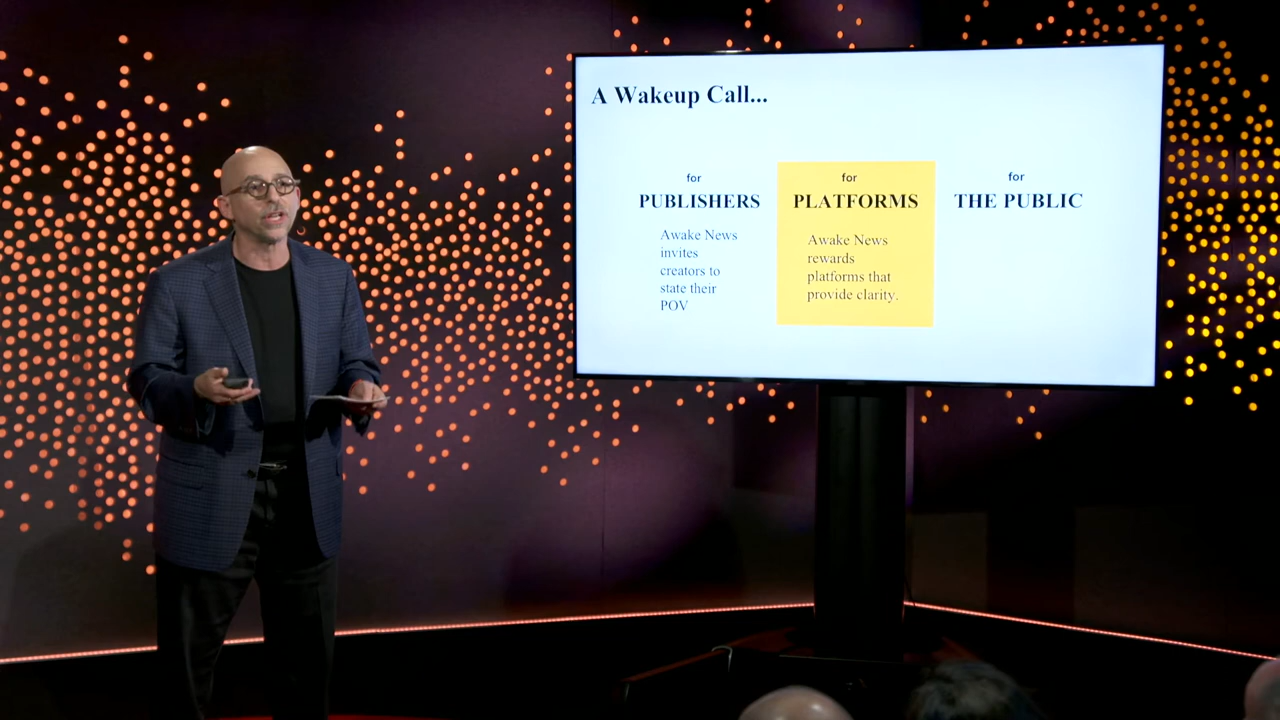 A Wakeup Call...
for
PUBLISHERS
Awake News
invites
creators to
state their
POV
for
PLATFORMS
Awake News
rewards
platforms that
provide clarity.
for
THE PUBLIC